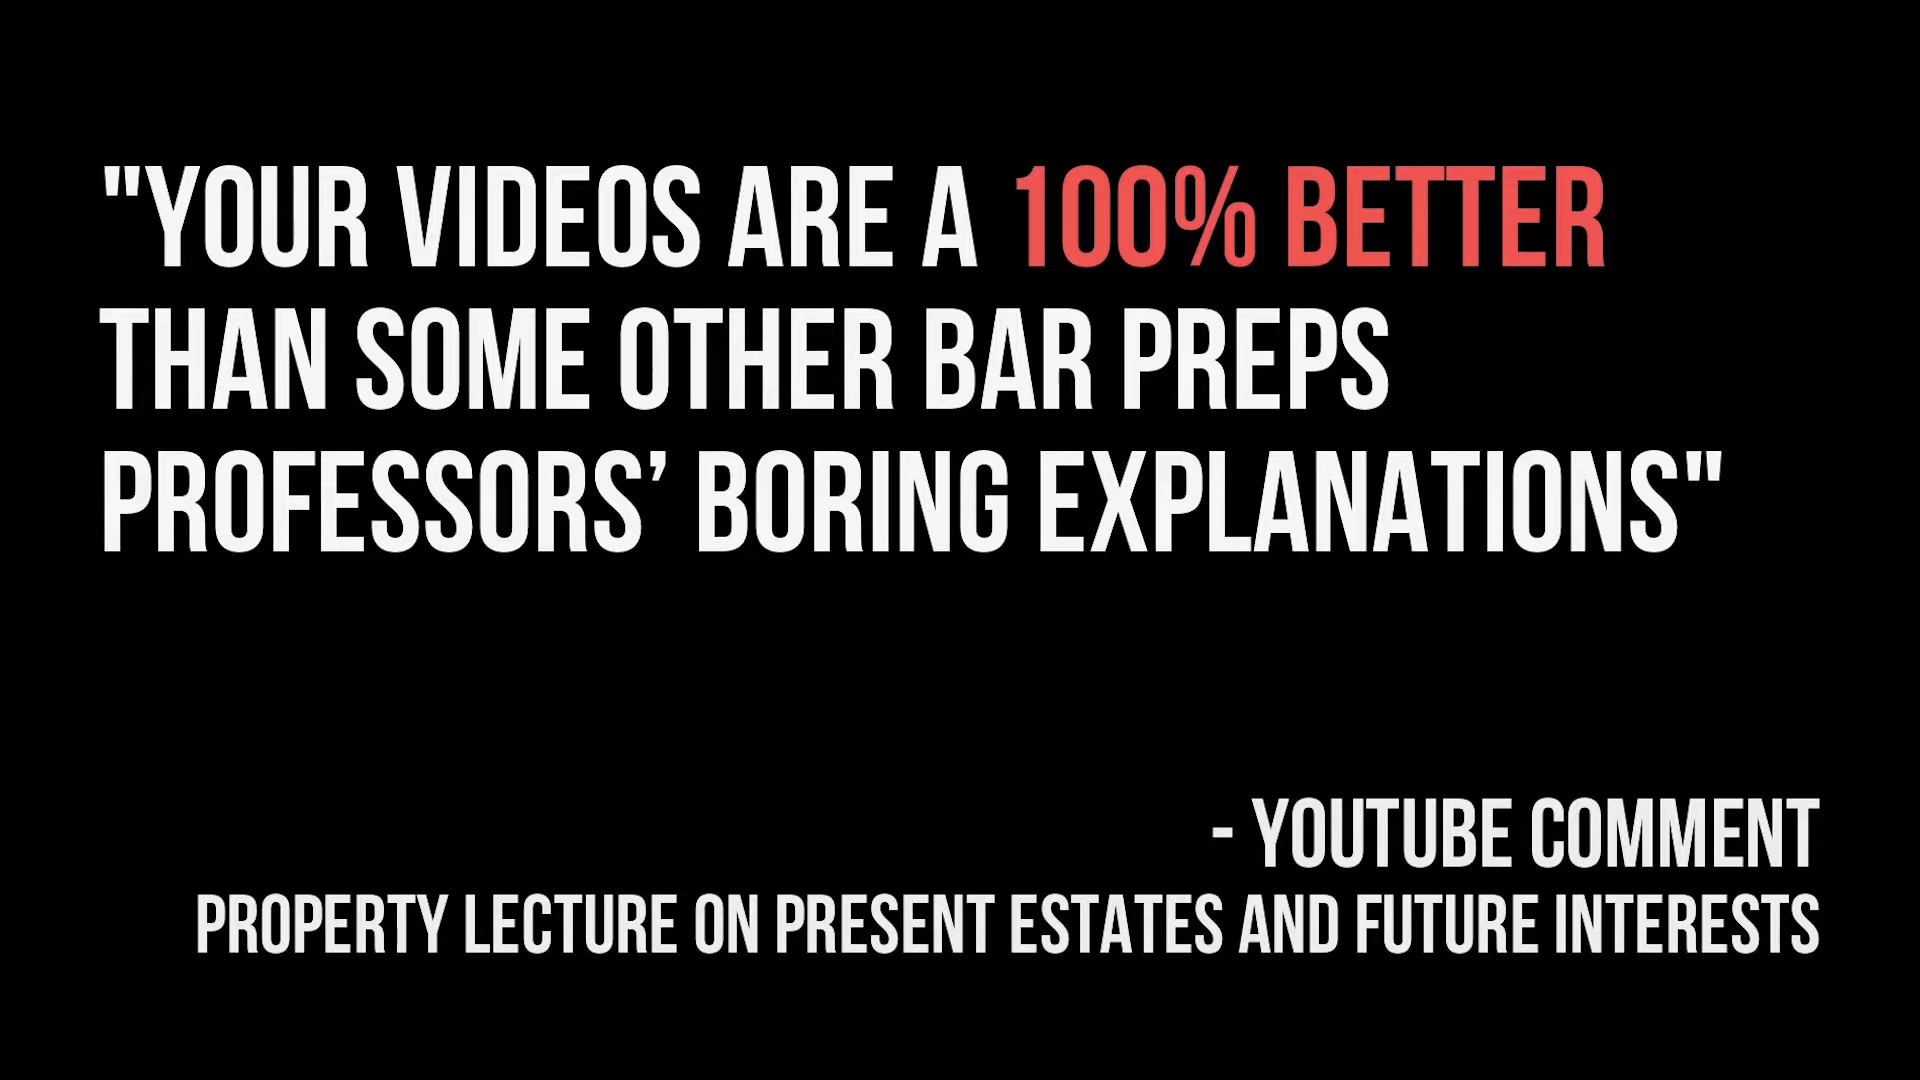 "YOUR VIDEOS ARE A 100% BETTER
THAN SOME OTHER BAR PREPS
PROFESSORS’ BORING EXPLANATIONS"
- YOUTUBE COMMENT
PROPERTY LECTURE ON PRESENT ESTATES AND FUTURE INTERESTS